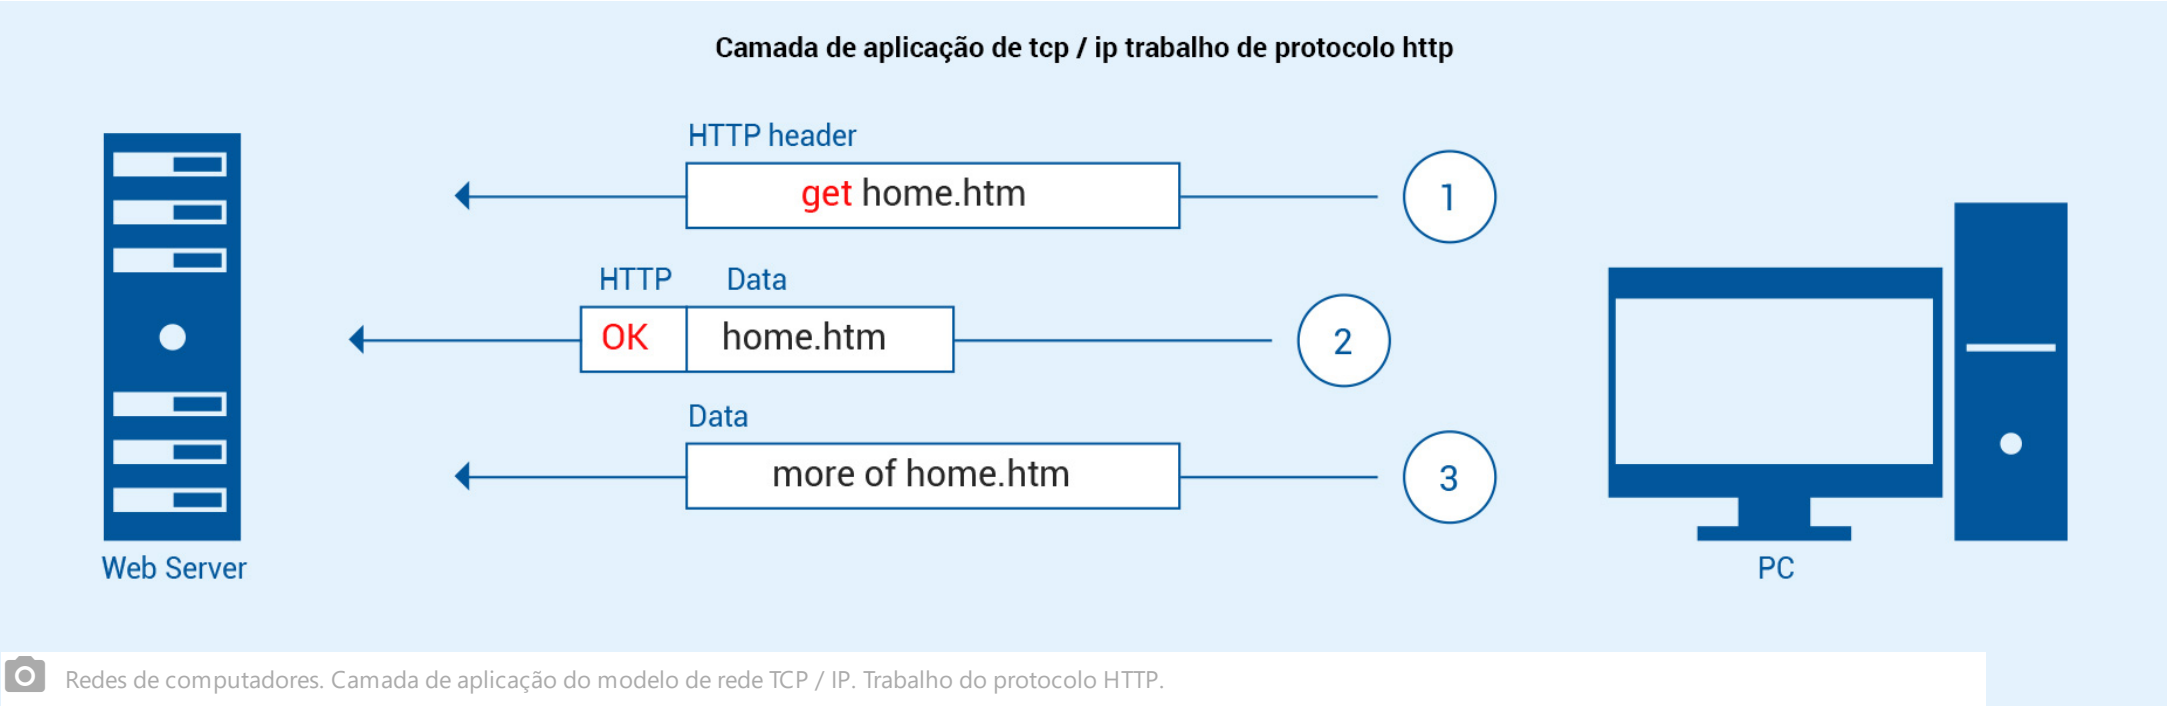 Camada de aplicação de tcp / ip trabalho de protocolo http
HTTP header
get home.htm
1
HTTP Data
OK home.htm
2
Data
more of home.htm
3
Web Server
PC
Redes de computadores. Camada de aplicação do modelo de rede TCP / IP. Trabalho do protocolo HTTP.